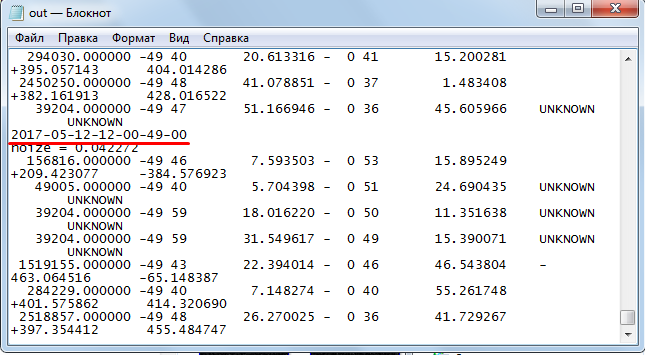 out — Блокнот
Файл Правка Формат Вид Справка
294030.000000 -49 40 20.613316 - 0 41 15.200281
+395.057143 404.014286
2450250.000000 -49 48 41.078851 - 0 37 1.483408
+382.161913 428.016522
39204.000000 -49 47 51.166946 - 0 36 45.605966 UNKNOWN
UNKNOWN
2017-05-12-12-00-49-00
noize = 0.042272
156816.000000 -49 46 7.593503 - 0 53 15.895249
+209.423077 -384.576923
49005.000000 -49 40 5.704398 - 0 51 24.690435 UNKNOWN
UNKNOWN
39204.000000 -49 59 18.016220 - 0 50 11.351638 UNKNOWN
UNKNOWN
39204.000000 -49 59 31.549617 - 0 49 15.390071 UNKNOWN
UNKNOWN
1519155.000000 -49 43 22.394014 - 0 46 46.543804 -
463.064516 -65.148387
284229.000000 -49 40 7.148274 - 0 40 55.261748
+401.575862 414.320690
2518857.000000 -49 48 26.270025 - 0 36 41.729267
+397.354412 455.484747